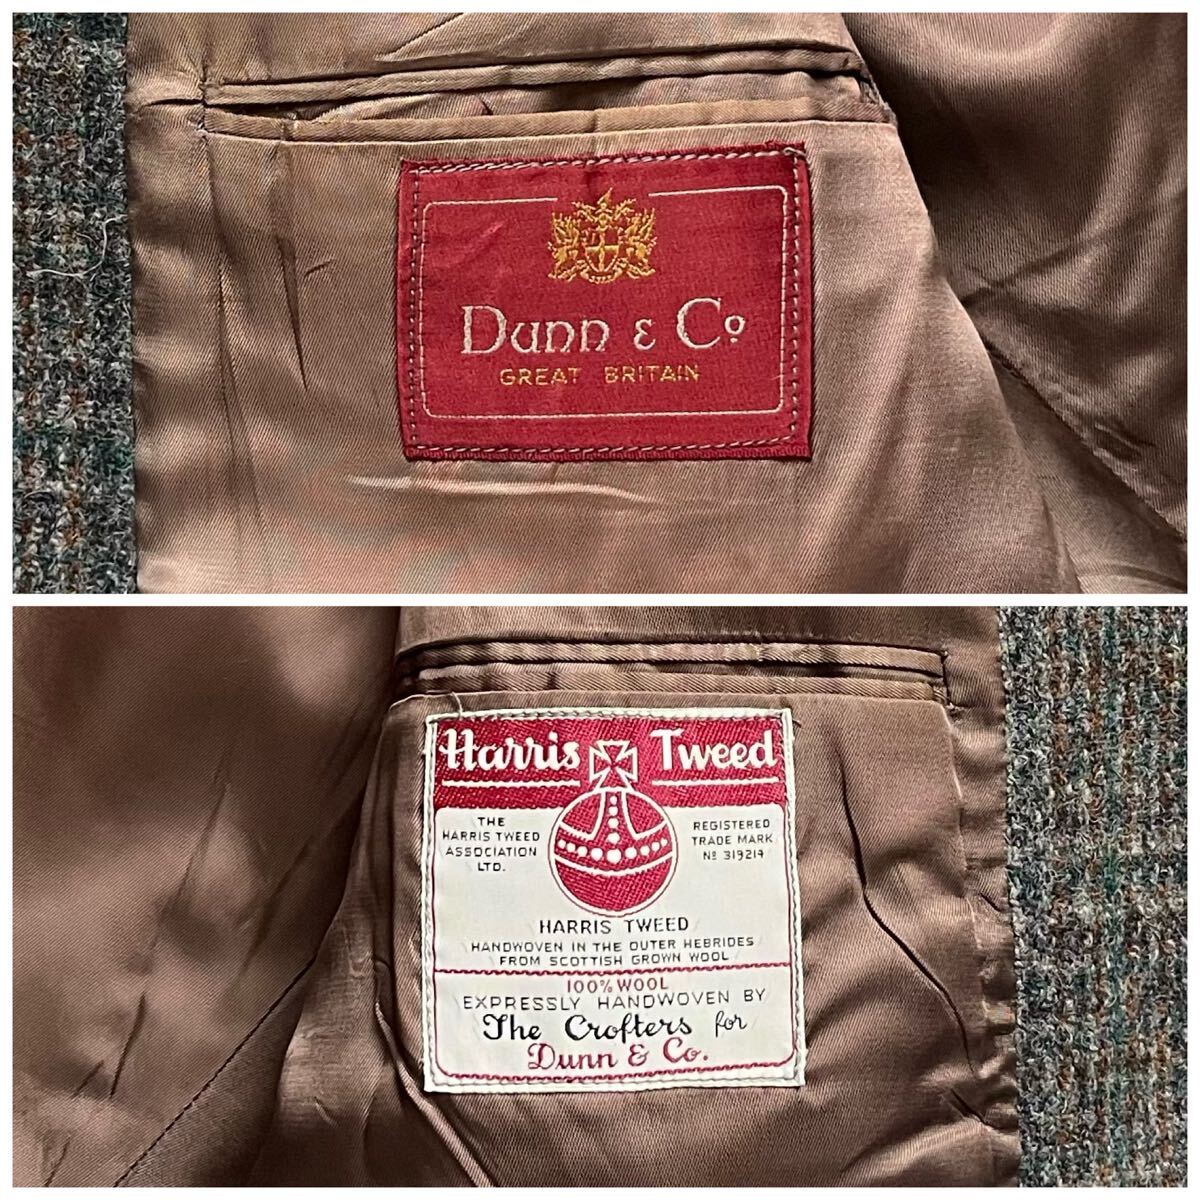 Dunn & Co
GREAT BRITAIN
Harris Tweed
THE
HARRIS TWEED
ASSOCIATION
LTD.
REGISTERED
TRADE MARK
No 319214
HARRIS TWEED
HANDWOVEN IN THE OUTER HEBRIDES
FROM SCOTTISH GROWN WOOL
100% WOOL
EXPRESSLY HANDWOVEN BY
The Crofters for
Dunn & Co.